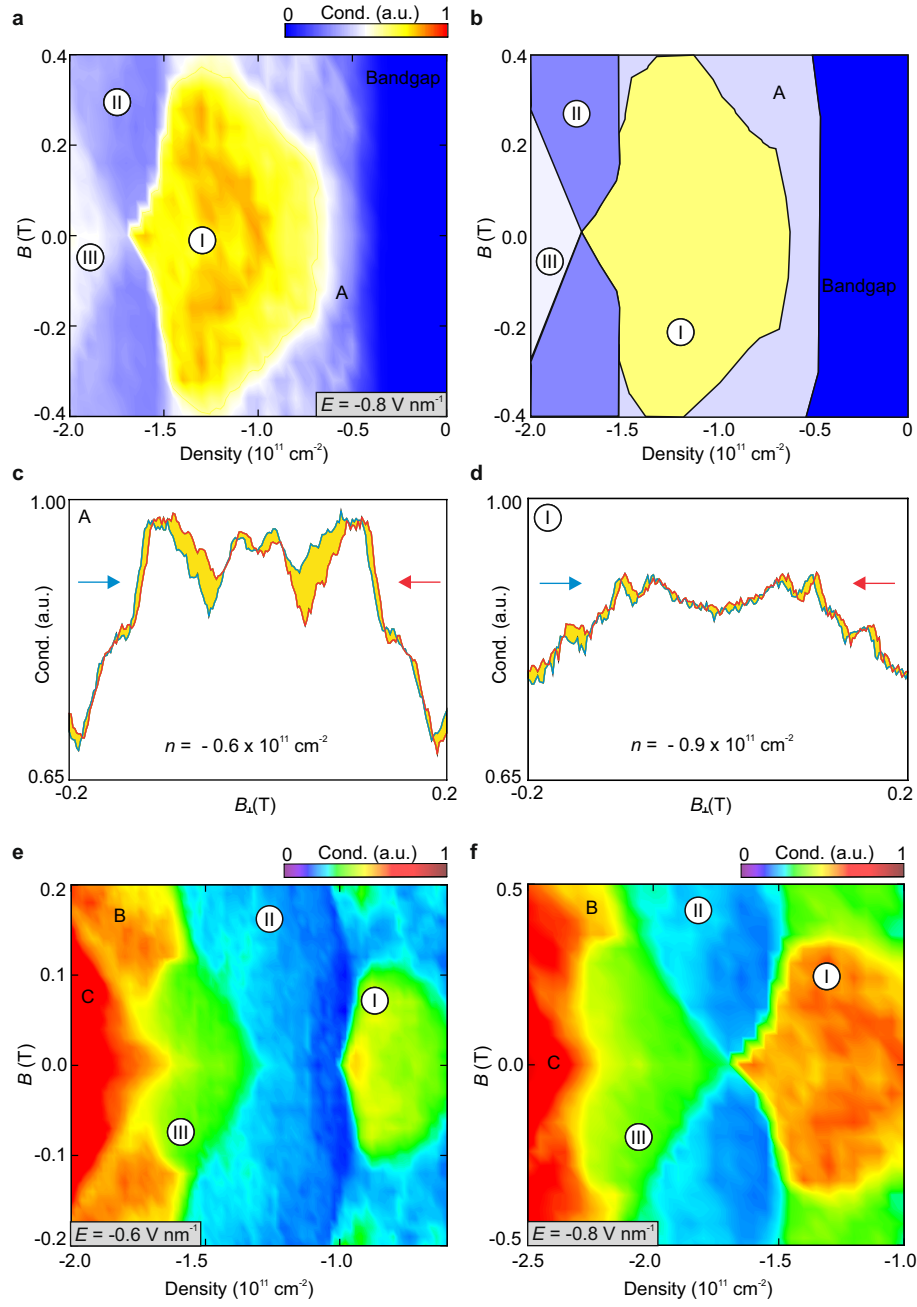 a
0 Cond. (a.u.) 1
0.4
0.2
0.0
-0.2
-0.4
B (T)
II
Bandgap
I
III
A
E = -0.8 V nm⁻¹
-2.0 -1.5 -1.0 -0.5 0
Density (10¹¹ cm⁻²)
b
0.4
0.2
0.0
-0.2
-0.4
B (T)
A
II
III
Bandgap
I
-2.0 -1.5 -1.0 -0.5 0
Density (10¹¹ cm⁻²)
c
1.00
A
Cond. (a.u.)
n = - 0.6 x 10¹¹ cm⁻²
0.65
-0.2 0.2
B⊥(T)
d
1.00
I
Cond. (a.u.)
n = - 0.9 x 10¹¹ cm⁻²
0.65
-0.2 0.2
B⊥(T)
e
0 Cond. (a.u.) 1
0.2
0.1
0.0
-0.1
-0.2
B (T)
B
II
C
I
III
E = -0.6 V nm⁻¹
-2.0 -1.5 -1.0
Density (10¹¹ cm⁻²)
f
0 Cond. (a.u.) 1
0.5
0.0
-0.5
B (T)
B
II
I
C
III
E = -0.8 V nm⁻¹
-2.5 -2.0 -1.5 -1.0
Density (10¹¹ cm⁻²)